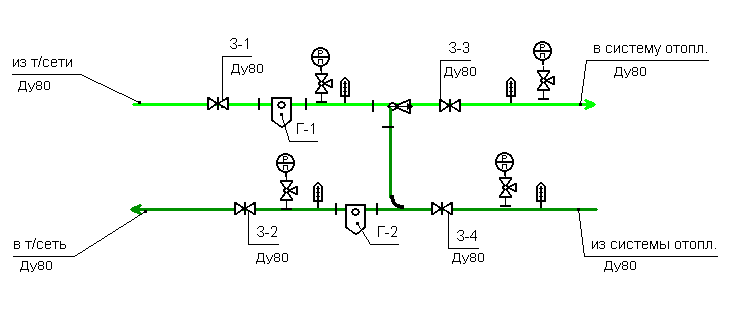 из т/сети
Ду80
З-1
Ду80
Р
П
З-3
Ду80
Р
П
в систему отопл.
Ду80
Г-1
Р
П
Р
П
в т/сеть
Ду80
З-2
Ду80
Г-2
З-4
Ду80
из системы отопл.
Ду80